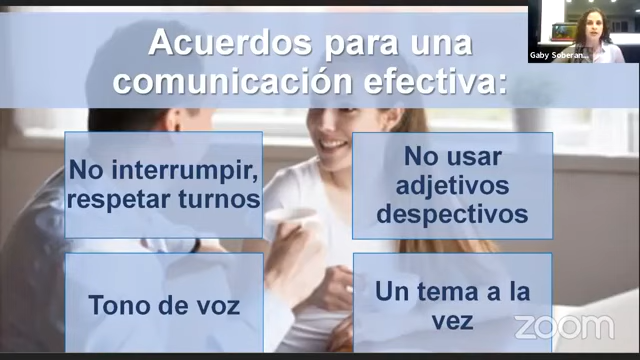 Acuerdos para una
comunicación efectiva:
Gaby Soberan...
No interrumpir,
respetar turnos
No usar
adjetivos
despectivos
Tono de voz
Un tema a la
vez
zoom